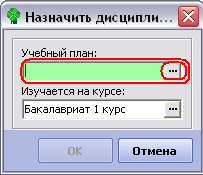 Назначить дисципли...
Учебный план:
...
Изучается на курсе:
Бакалавриат 1 курс ...
OK Отмена